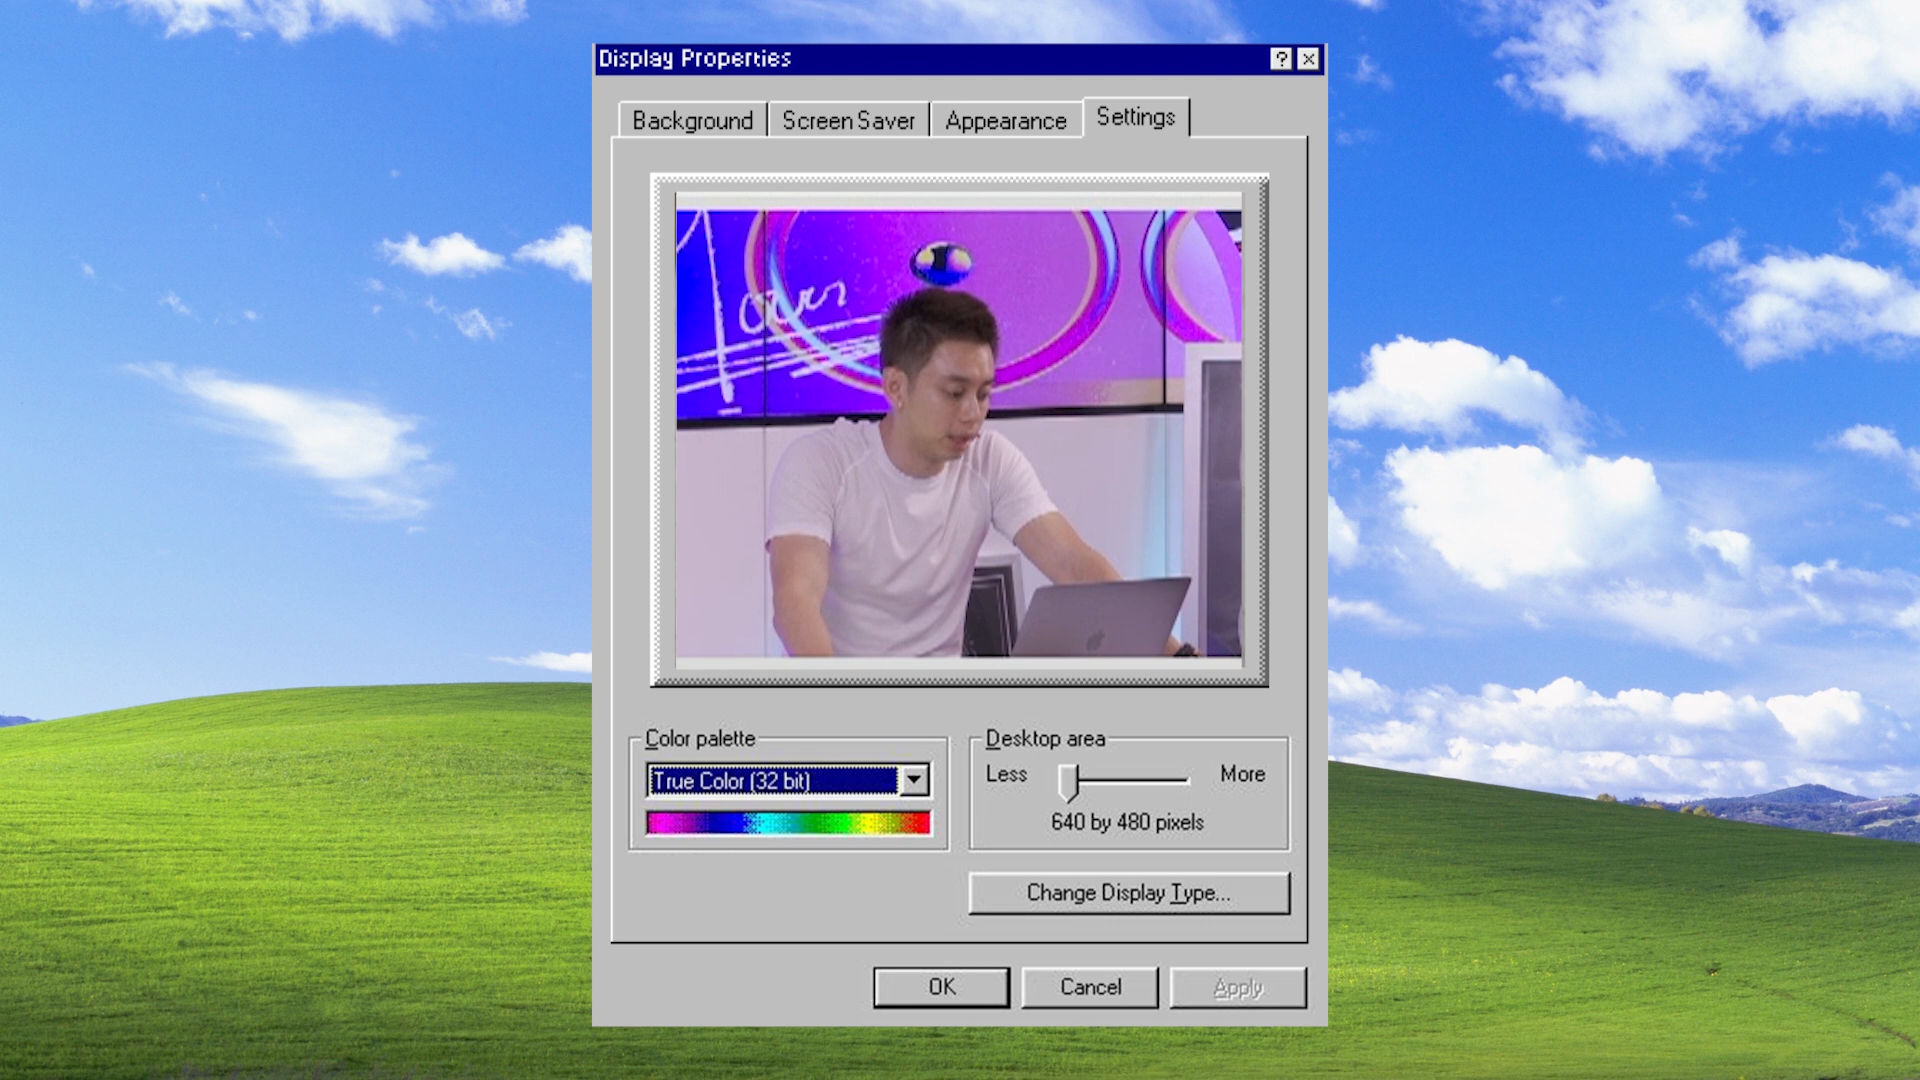 Display Properties
Background Screen Saver Appearance Settings
Color palette
True Color (32 bit)
Desktop area
Less More
640 by 480 pixels
Change Display Type...
OK Cancel Apply